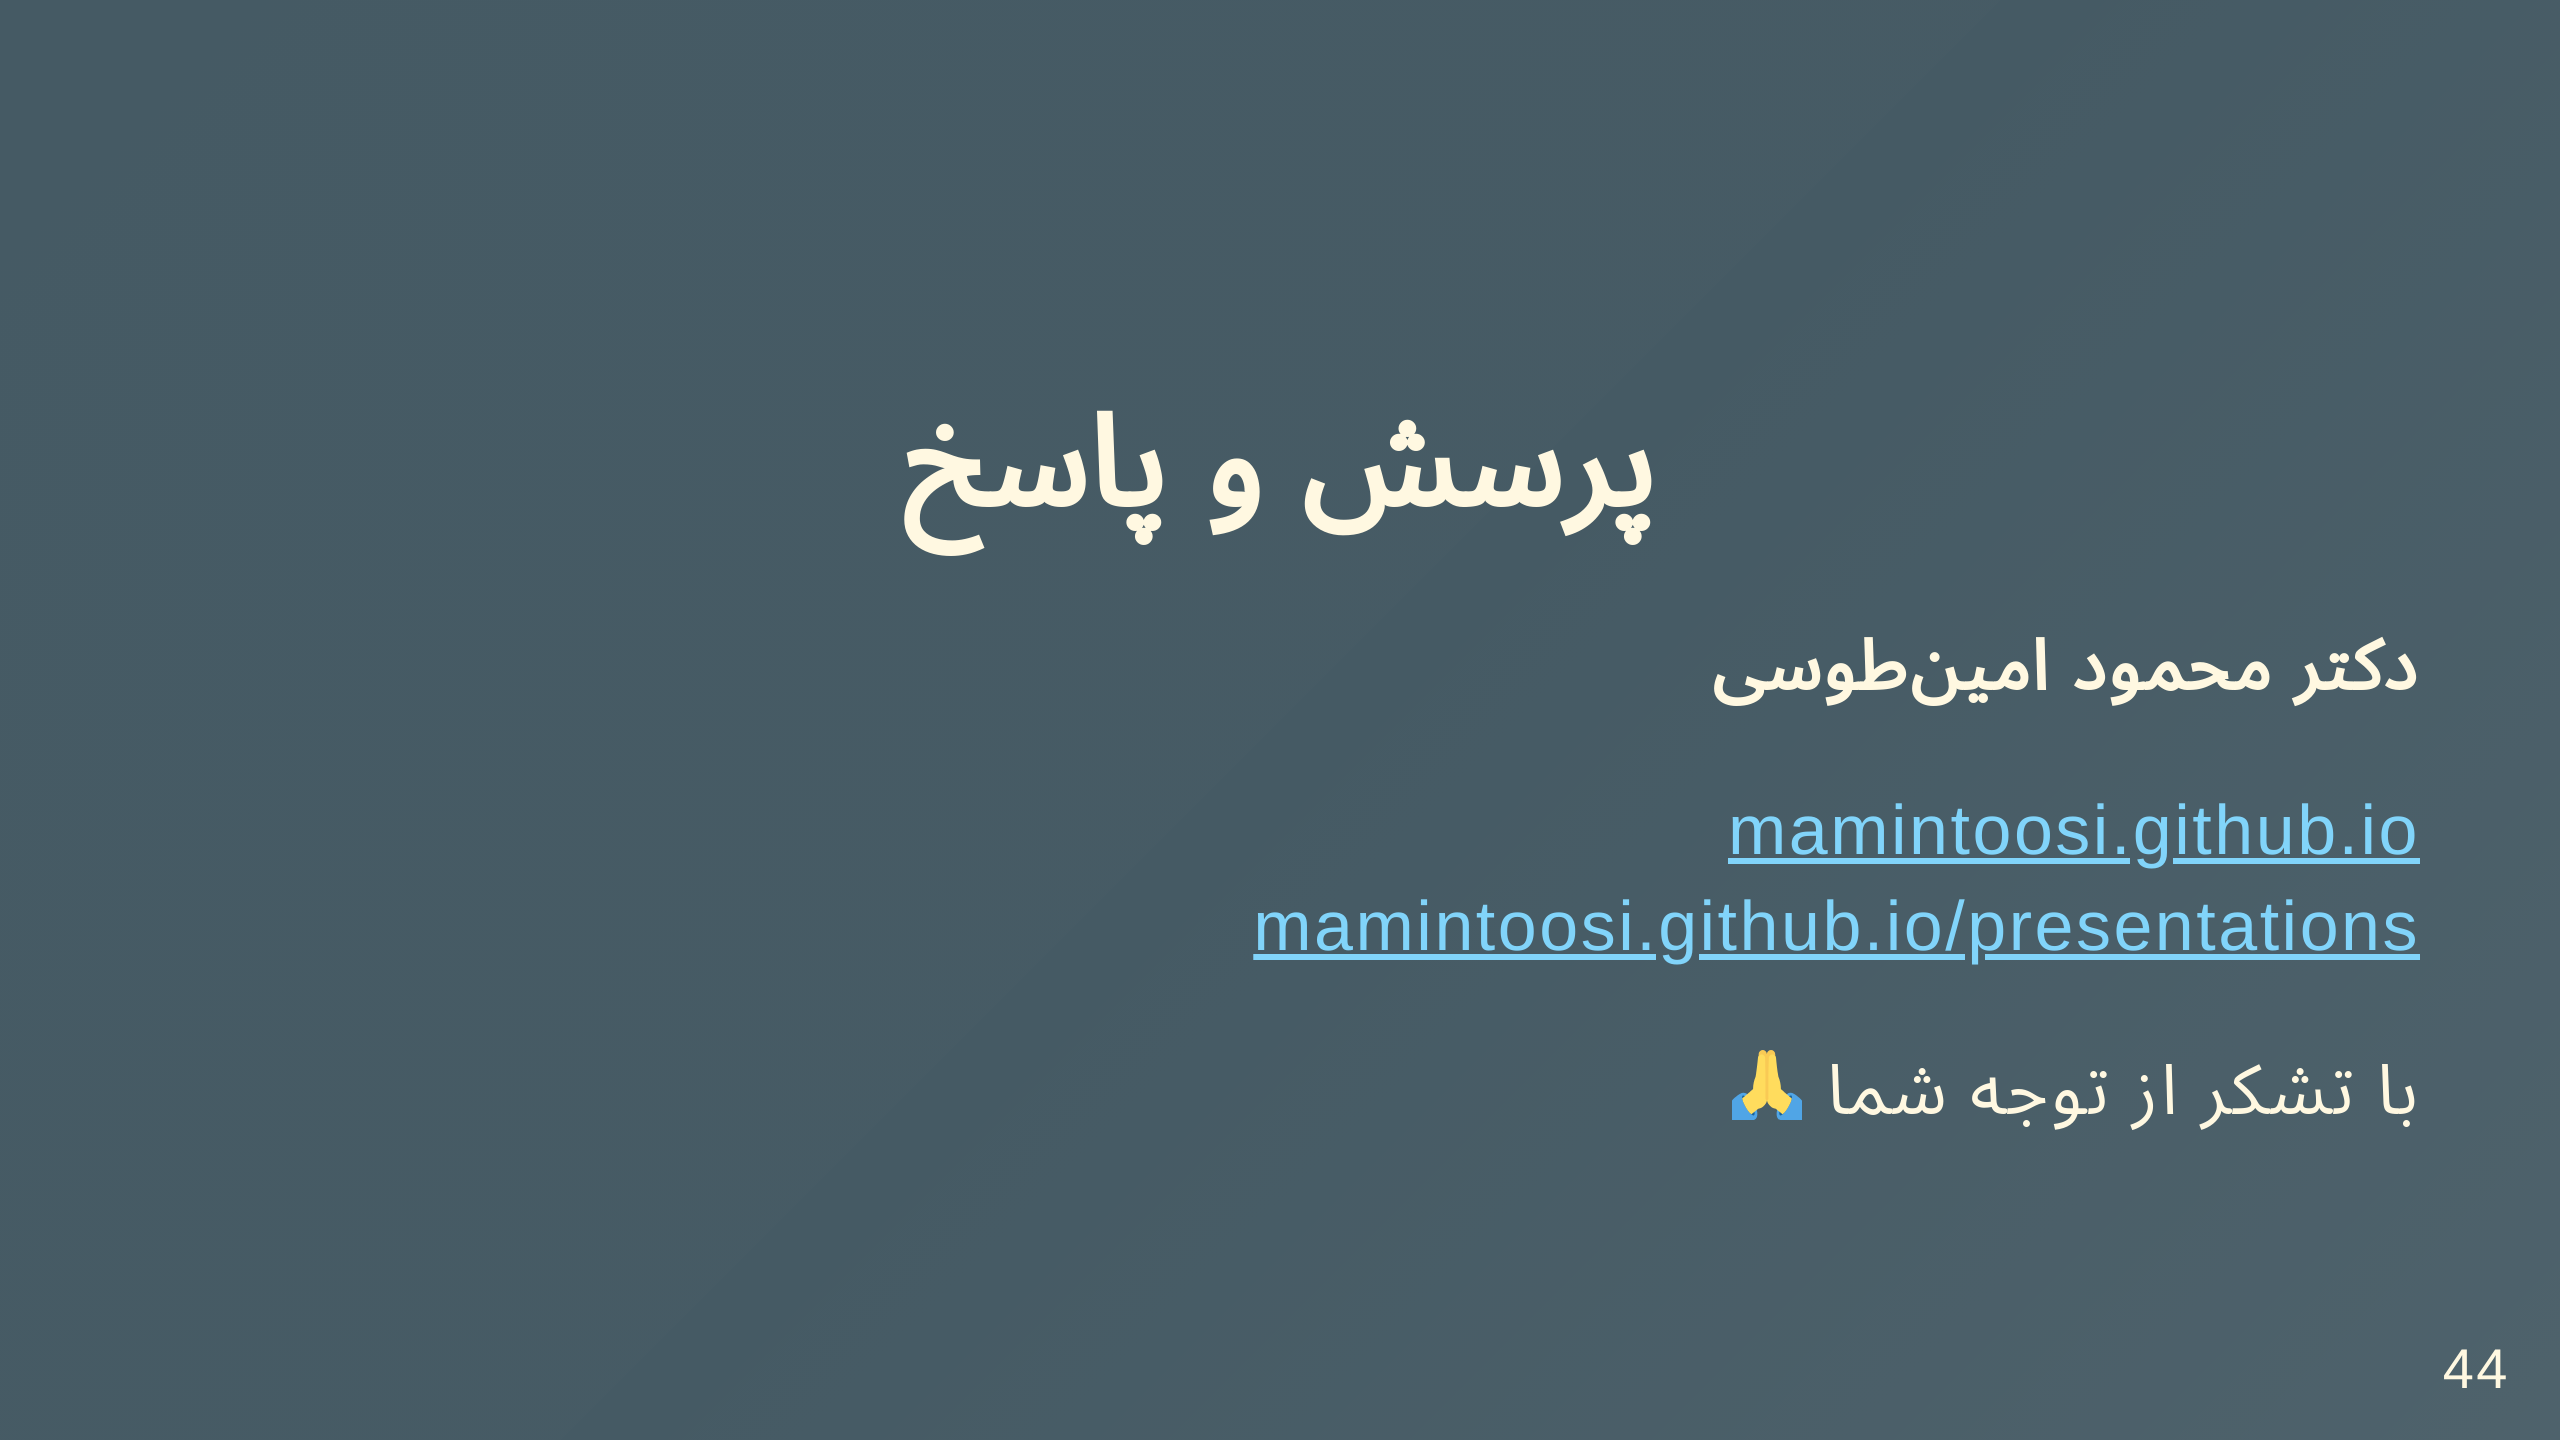 پرسش و پاسخ
دکتر محمود امین‌طوسی
mamintoosi.github.io
mamintoosi.github.io/presentations
با تشکر از توجه شما 🙏
44